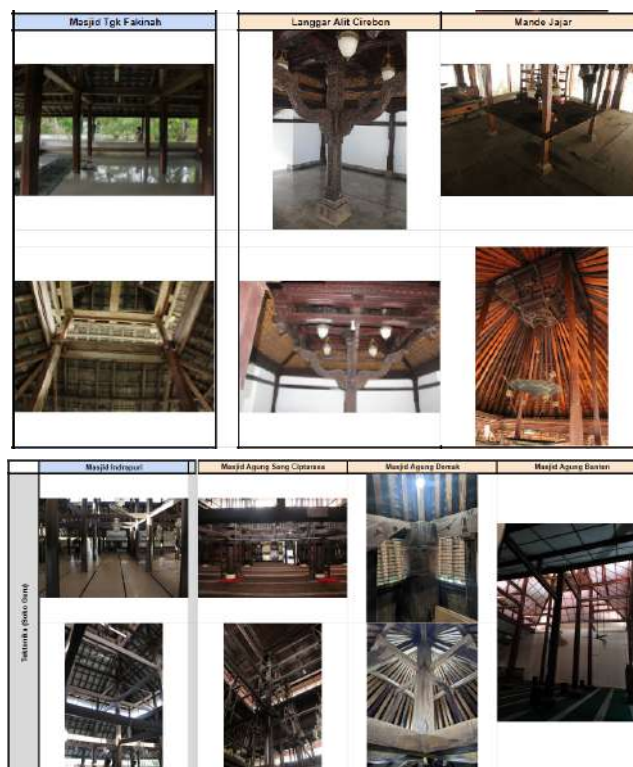 Masjid Tgk Fakinah
Langgar Alit Cirebon
Mande Jajar
Masjid Indrapuri
Masjid Agung Sang Ciptarasa
Masjid Agung Demak
Masjid Agung Banten
Tektonika (Soko Guru)